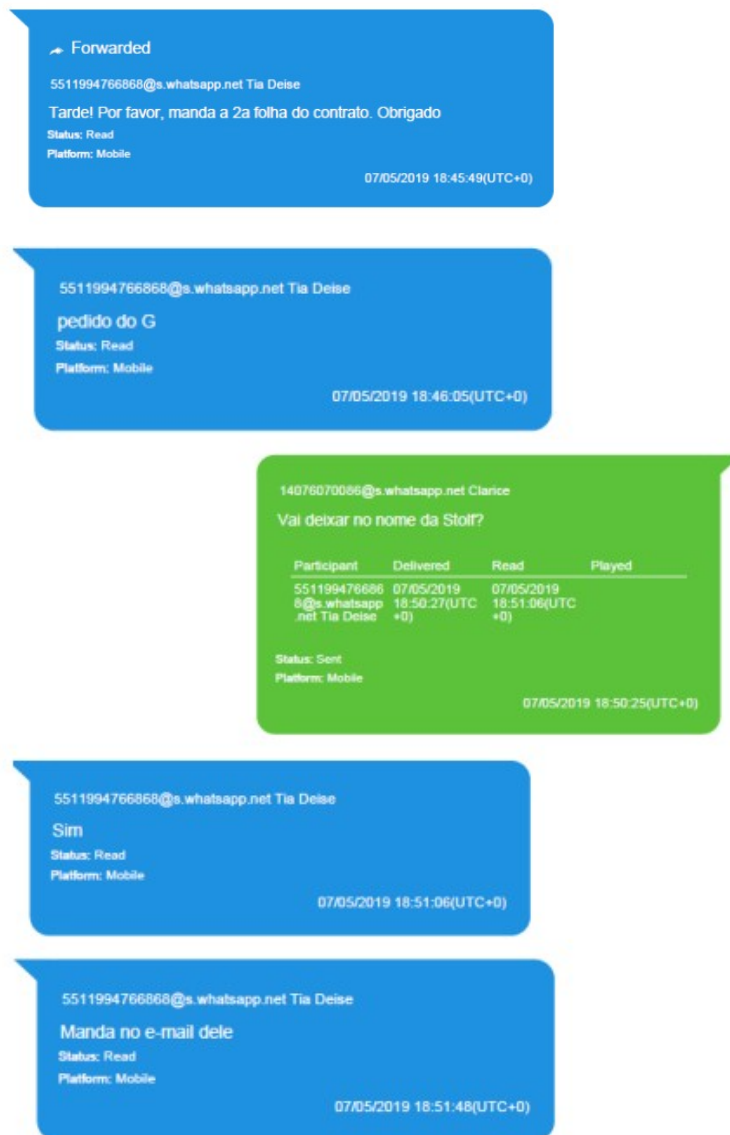 Forwarded
5511994766868@s.whatsapp.net Tia Deise
Tarde! Por favor, manda a 2a folha do contrato. Obrigado
Status: Read
Platform: Mobile
07/05/2019 18:45:49(UTC+0)
5511994766868@s.whatsapp.net Tia Deise
pedido do G
Status: Read
Platform: Mobile
07/05/2019 18:46:05(UTC+0)
14076070086@s.whatsapp.net Clarice
Vai deixar no nome da Stolf?
Participant Delivered Read Played
551199476686 07/05/2019 07/05/2019
8@s.whatsapp 18:50:27(UTC 18:51:06(UTC
.net Tia Deise +0) +0)
Status: Sent
Platform: Mobile
07/05/2019 18:50:25(UTC+0)
5511994766868@s.whatsapp.net Tia Deise
Sim
Status: Read
Platform: Mobile
07/05/2019 18:51:06(UTC+0)
5511994766868@s.whatsapp.net Tia Deise
Manda no e-mail dele
Status: Read
Platform: Mobile
07/05/2019 18:51:48(UTC+0)